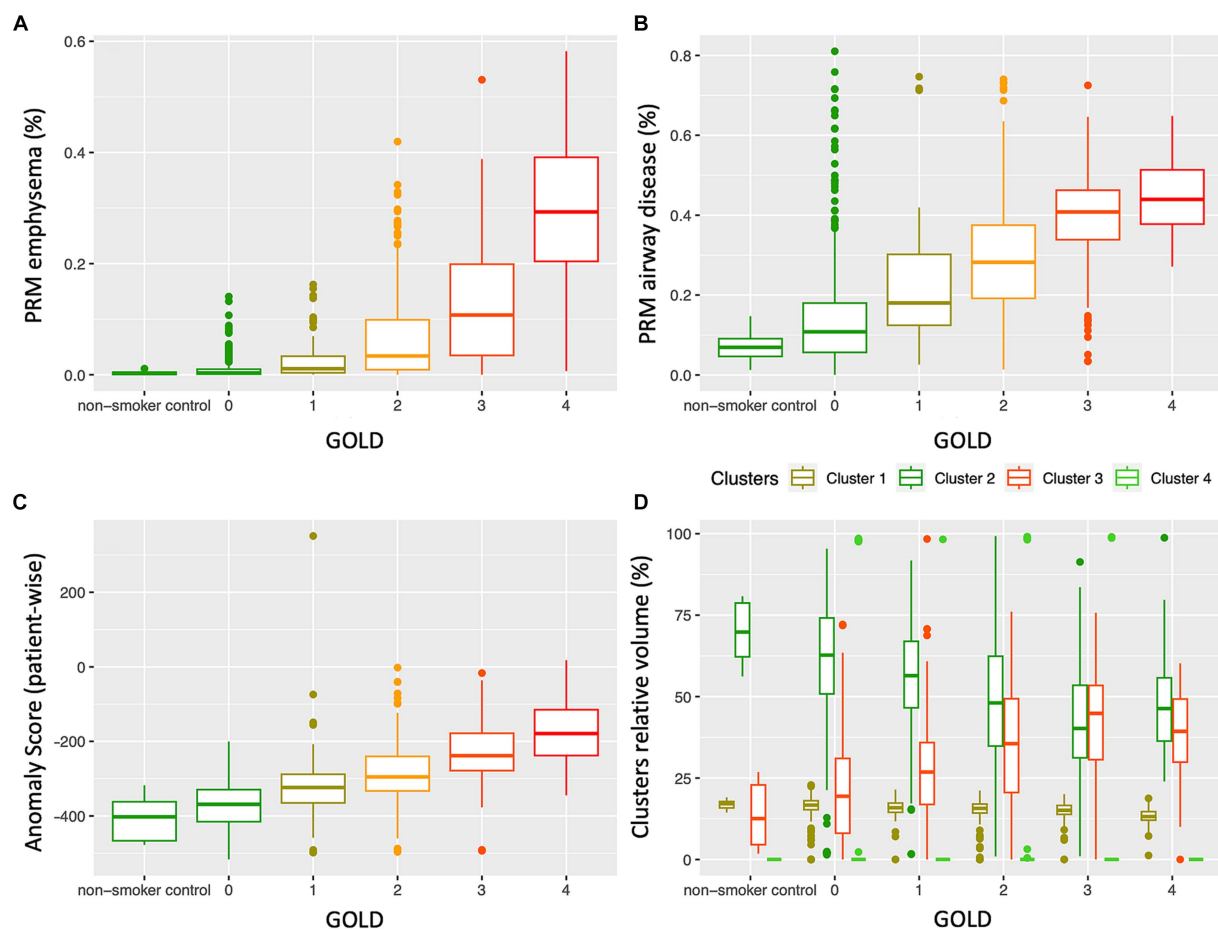 A
PRM emphysema (%)
0.6
0.4
0.2
0.0
non−smoker control 0 1 2 3 4
GOLD
B
PRM airway disease (%)
0.8
0.6
0.4
0.2
0.0
non−smoker control 0 1 2 3 4
GOLD
Clusters Cluster 1 Cluster 2 Cluster 3 Cluster 4
C
Anomaly Score (patient-wise)
200
0
-200
-400
non−smoker control 0 1 2 3 4
GOLD
D
Clusters relative volume (%)
100
75
50
25
0
non−smoker control 0 1 2 3 4
GOLD